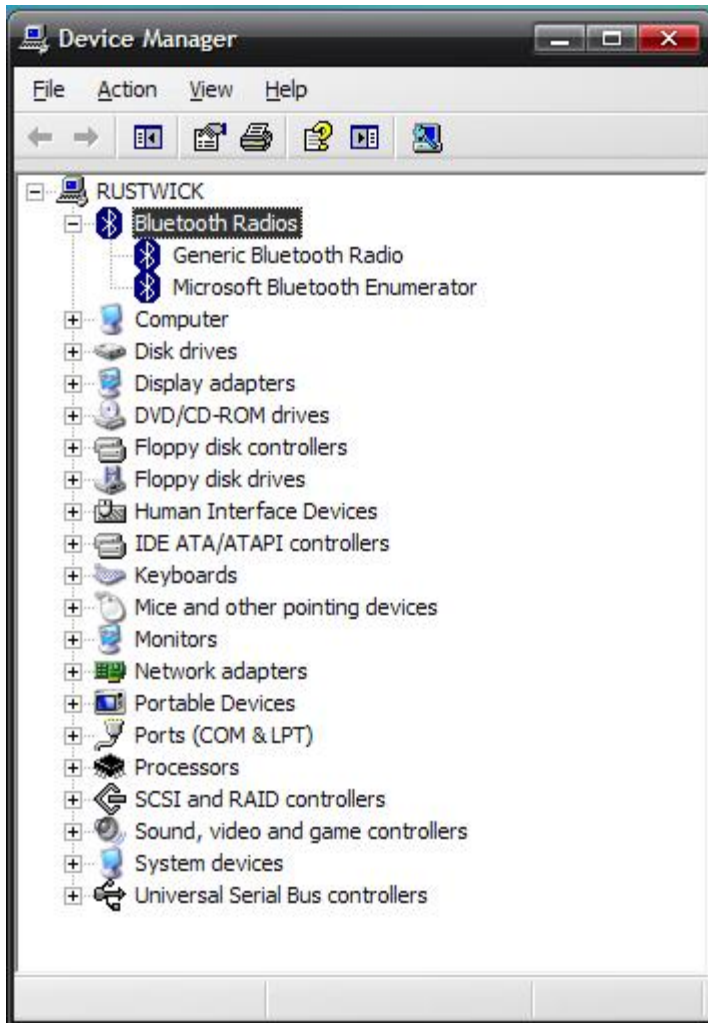 Device Manager
File Action View Help
RUSTWICK
Bluetooth Radios
Generic Bluetooth Radio
Microsoft Bluetooth Enumerator
Computer
Disk drives
Display adapters
DVD/CD-ROM drives
Floppy disk controllers
Floppy disk drives
Human Interface Devices
IDE ATA/ATAPI controllers
Keyboards
Mice and other pointing devices
Monitors
Network adapters
Portable Devices
Ports (COM & LPT)
Processors
SCSI and RAID controllers
Sound, video and game controllers
System devices
Universal Serial Bus controllers